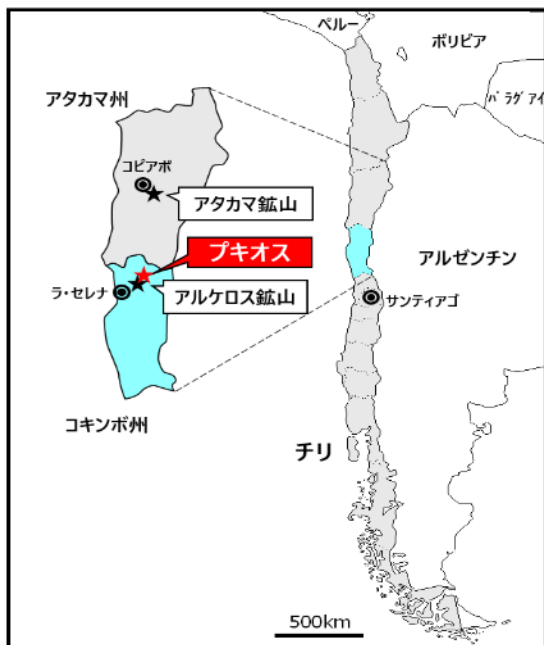 ペルー
ボリビア
パラグアイ
アタカマ州
コピアポ
アタカマ鉱山
プキオス
アルゼンチン
ラ・セレナ
アルケロス鉱山
サンティアゴ
コキンボ州
チリ
500km